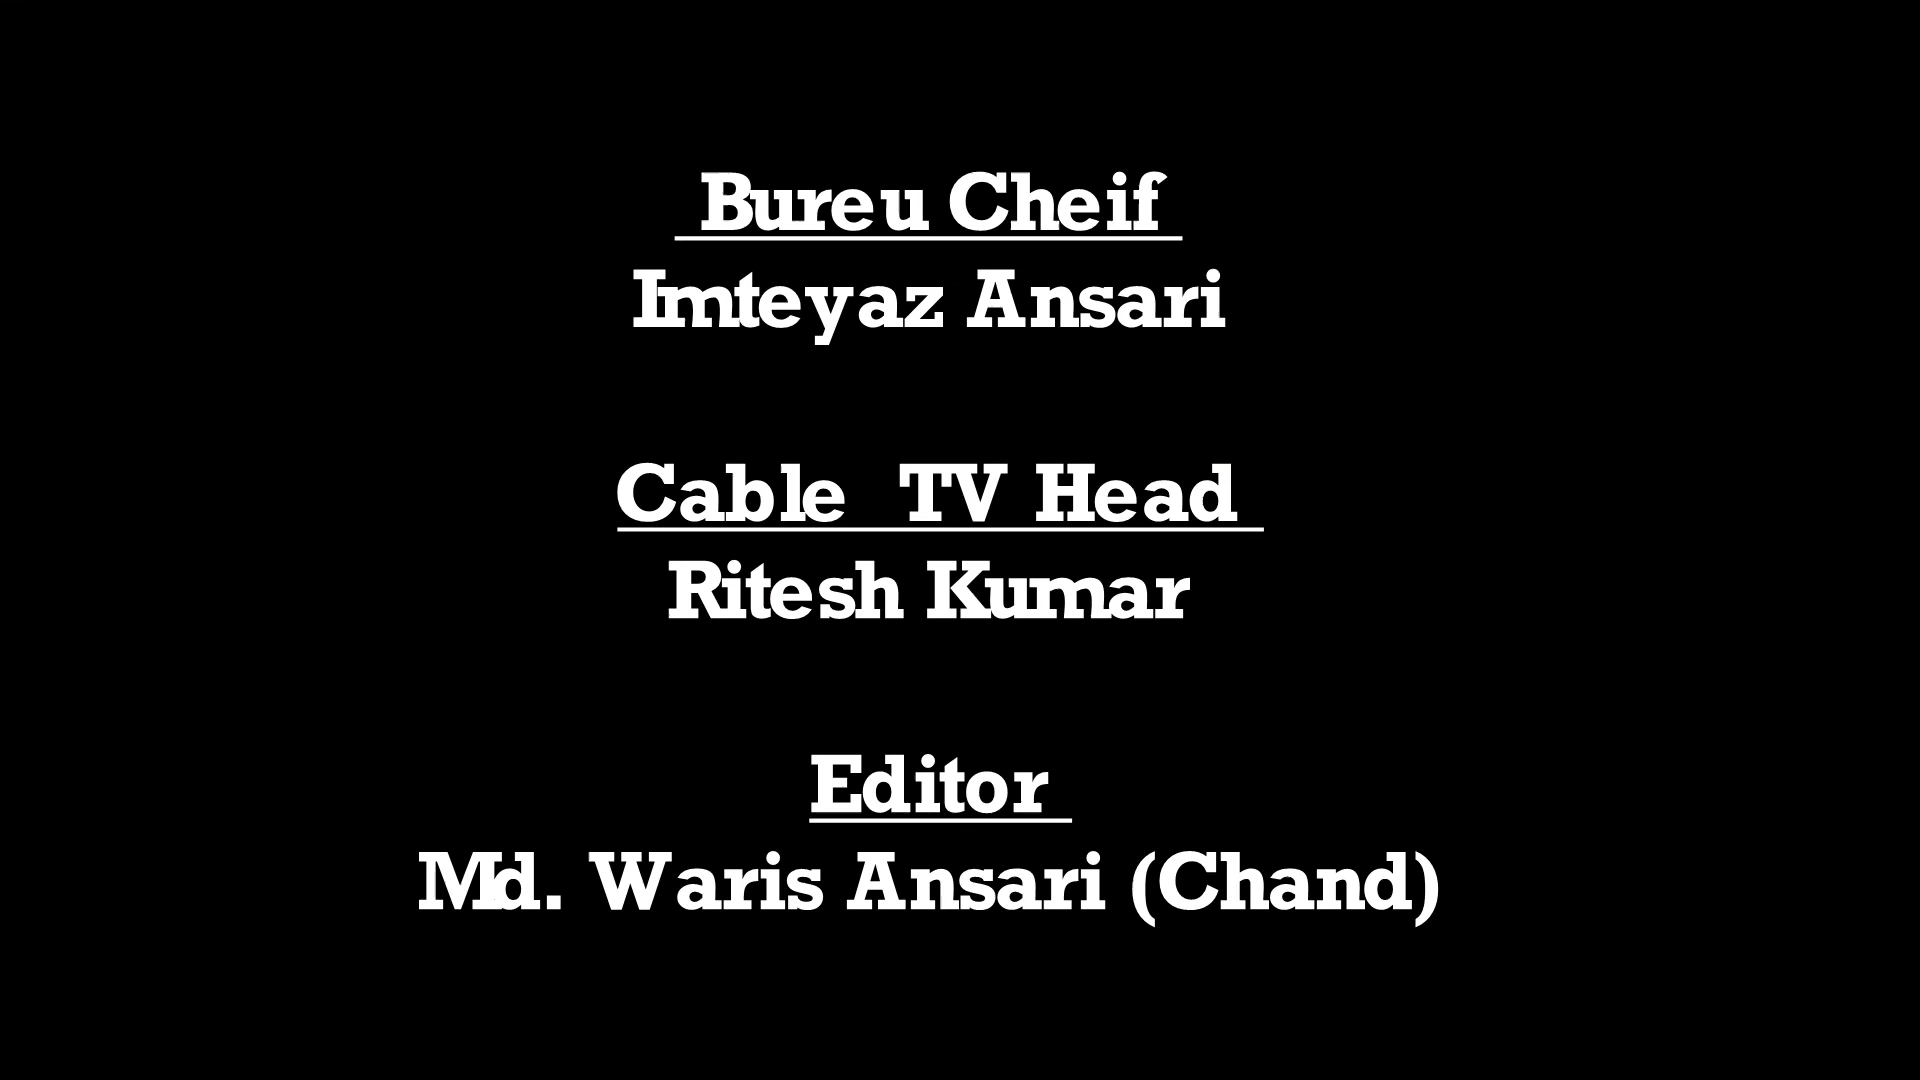 Bureu Cheif
Imteyaz Ansari
Cable TV Head
Ritesh Kumar
Editor
Md. Waris Ansari (Chand)